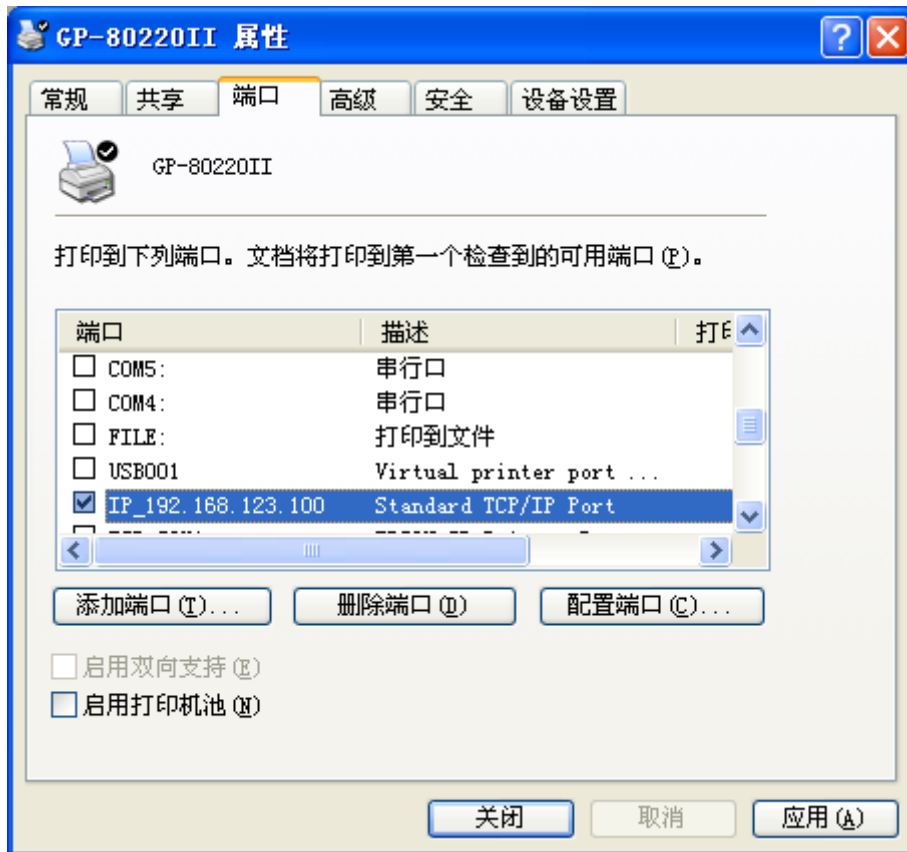 GP-80220II 属性
常规 共享 端口 高级 安全 设备设置
GP-80220II
打印到下列端口。文档将打印到第一个检查到的可用端口(P)。
端口 描述
COM5: 串行口
COM4: 串行口
FILE: 打印到文件
USB001 Virtual printer port ...
IP_192.168.123.100 Standard TCP/IP Port
添加端口(T)... 删除端口(D) 配置端口(C)...
启用双向支持(E)
启用打印机池(N)
关闭 取消 应用(A)